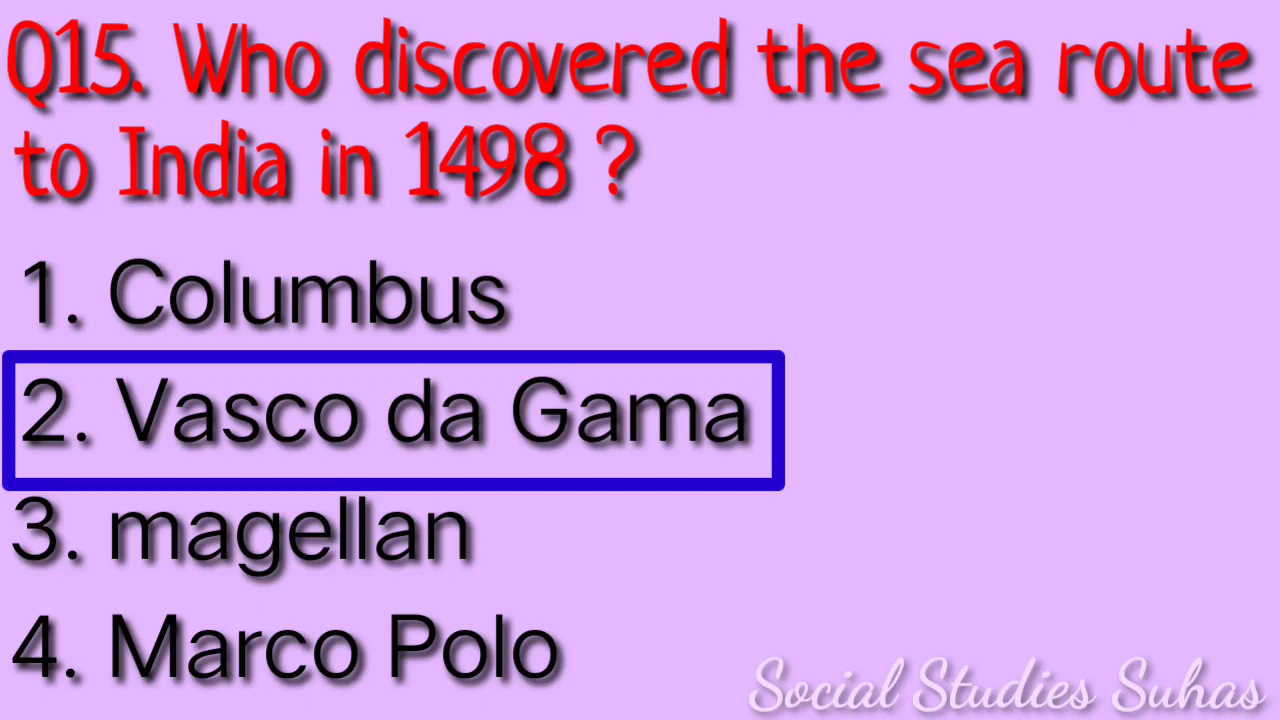 Q15. Who discovered the sea route
to India in 1498 ?
1. Columbus
2. Vasco da Gama
3. magellan
4. Marco Polo
Social Studies Suhas